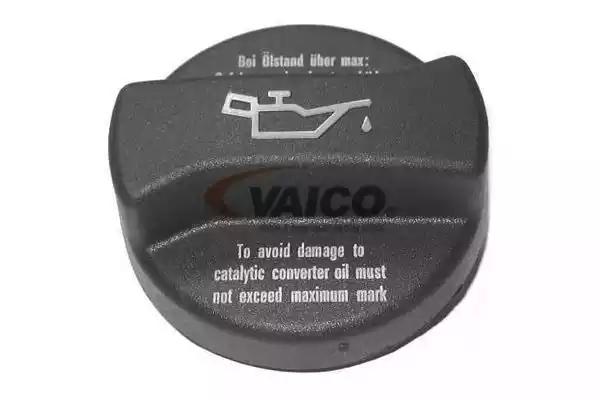 Bei Ölstand über max:
VAICO
To avoid damage to
catalytic converter oil must
not exceed maximum mark